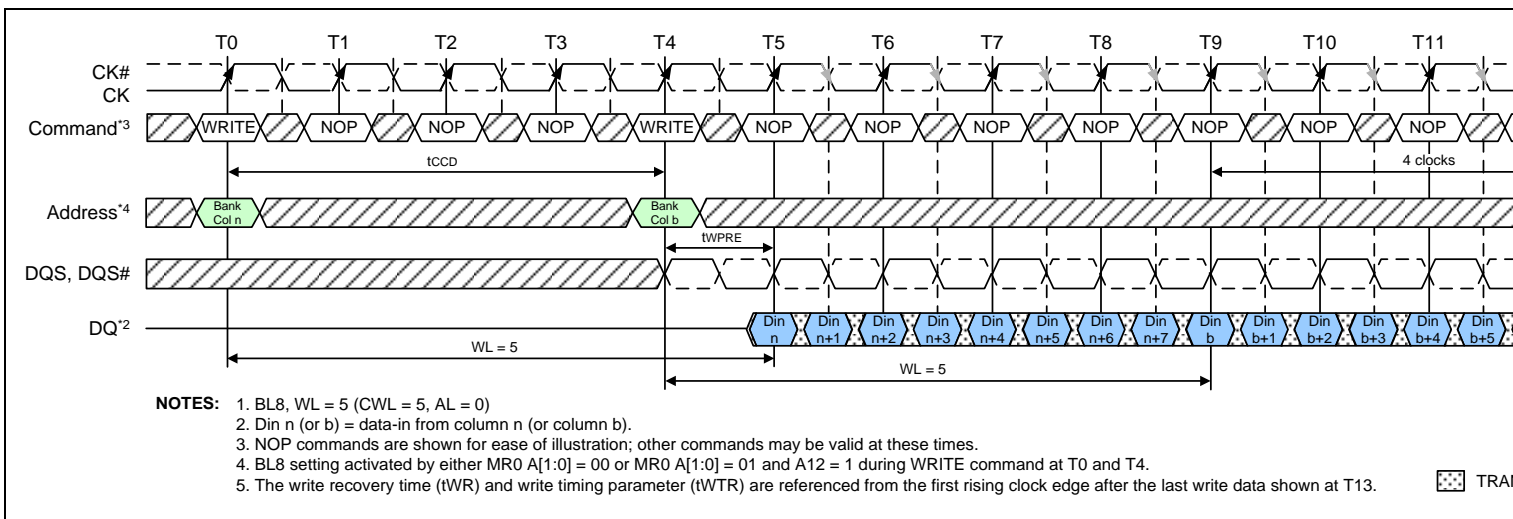 T0 T1 T2 T3 T4 T5 T6 T7 T8 T9 T10 T11
CK#
CK
Command*3 WRITE NOP NOP NOP WRITE NOP NOP NOP NOP NOP NOP NOP
tCCD 4 clocks
Address*4 Bank Col n Bank Col b
tWPRE
DQS, DQS#
DQ*2 Din n Din n+1 Din n+2 Din n+3 Din n+4 Din n+5 Din n+6 Din n+7 Din b Din b+1 Din b+2 Din b+3 Din b+4 Din b+5
WL = 5
WL = 5
NOTES: 1. BL8, WL = 5 (CWL = 5, AL = 0)
2. Din n (or b) = data-in from column n (or column b).
3. NOP commands are shown for ease of illustration; other commands may be valid at these times.
4. BL8 setting activated by either MR0 A[1:0] = 00 or MR0 A[1:0] = 01 and A12 = 1 during WRITE command at T0 and T4.
5. The write recovery time (tWR) and write timing parameter (tWTR) are referenced from the first rising clock edge after the last write data shown at T13.